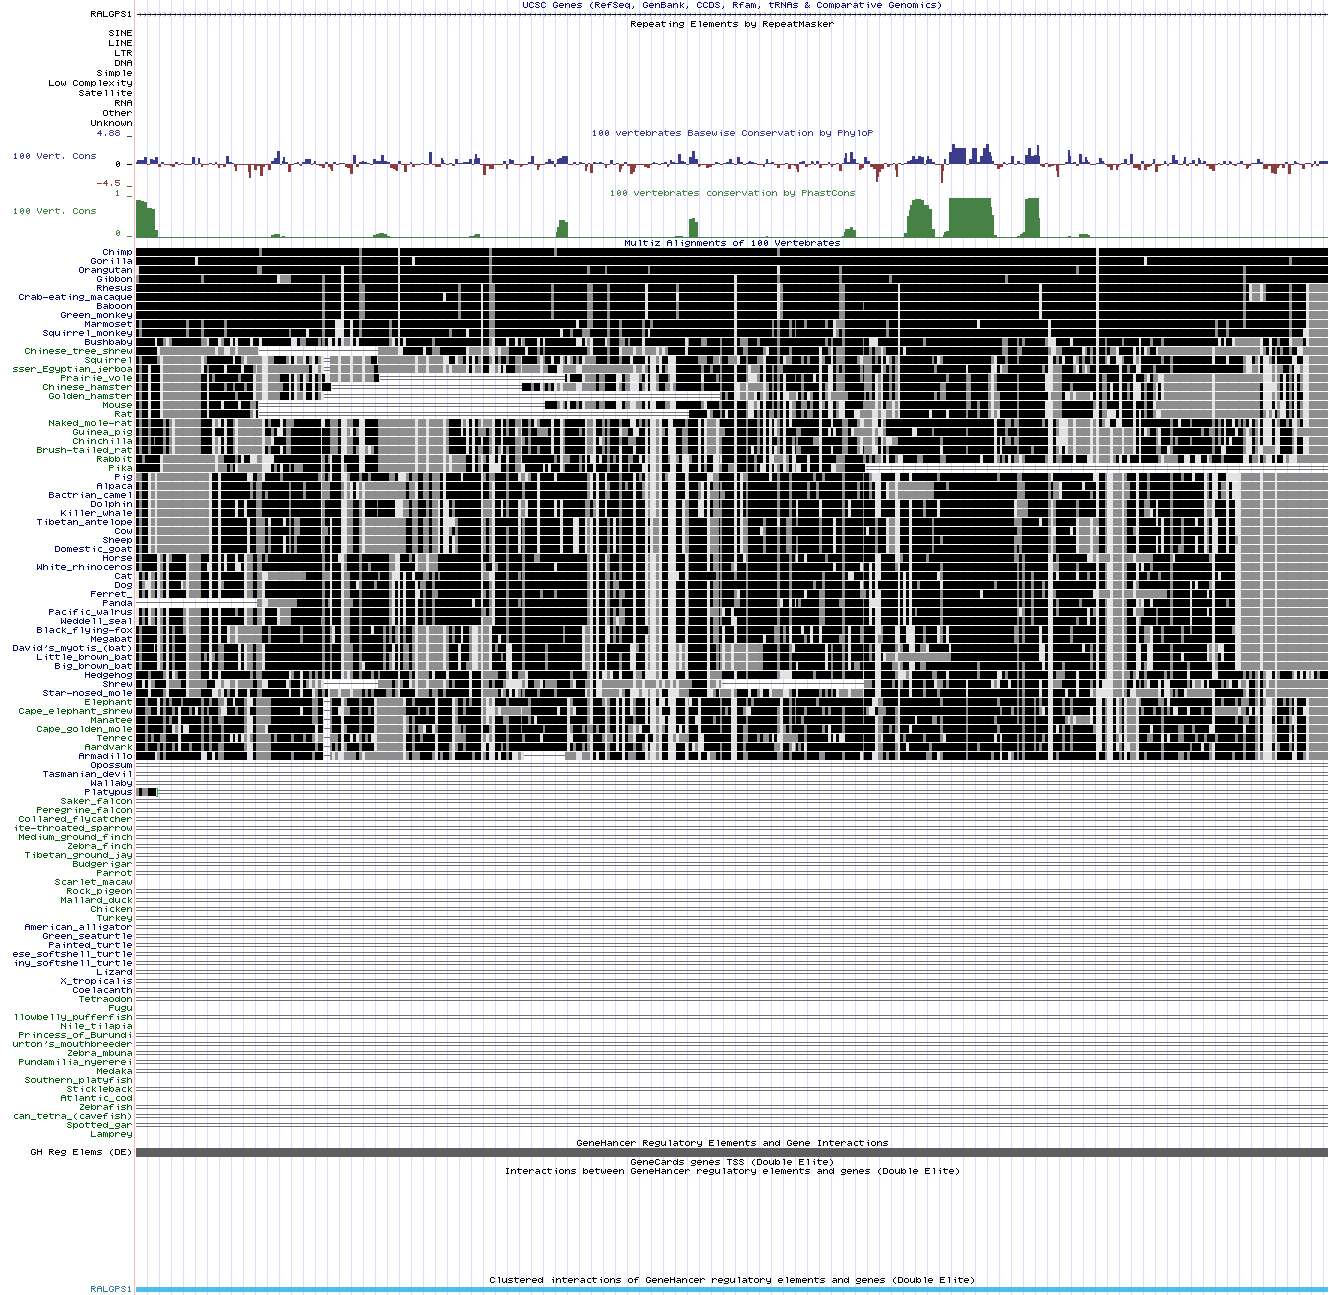 UCSC Genes (RefSeq, GenBank, CCDS, Rfam, tRNAs & Comparative Genomics)
RALGPS1
Repeating Elements by RepeatMasker
SINE
LINE
LTR
DNA
Simple
Low Complexity
Satellite
RNA
Other
Unknown
4.88 _
100 vertebrates Basewise Conservation by PhyloP
100 Vert. Cons
0 _
-4.5 _
1 _
100 vertebrates conservation by PhastCons
100 Vert. Cons
0 _
Multiz Alignments of 100 Vertebrates
Chimp
Gorilla
Orangutan
Gibbon
Rhesus
Crab-eating_macaque
Baboon
Green_monkey
Marmoset
Squirrel_monkey
Bushbaby
Chinese_tree_shrew
Squirrel
sser_Egyptian_jerboa
Prairie_vole
Chinese_hamster
Golden_hamster
Mouse
Rat
Naked_mole-rat
Guinea_pig
Chinchilla
Brush-tailed_rat
Rabbit
Pika
Pig
Alpaca
Bactrian_camel
Dolphin
Killer_whale
Tibetan_antelope
Cow
Sheep
Domestic_goat
Horse
White_rhinoceros
Cat
Dog
Ferret_
Panda
Pacific_walrus
Weddell_seal
Black_flying-fox
Megabat
David's_myotis_(bat)
Little_brown_bat
Big_brown_bat
Hedgehog
Shrew
Star-nosed_mole
Elephant
Cape_elephant_shrew
Manatee
Cape_golden_mole
Tenrec
Aardvark
Armadillo
Opossum
Tasmanian_devil
Wallaby
Platypus
Saker_falcon
Peregrine_falcon
Collared_flycatcher
ite-throated_sparrow
Medium_ground_finch
Zebra_finch
Tibetan_ground_jay
Budgerigar
Parrot
Scarlet_macaw
Rock_pigeon
Mallard_duck
Chicken
Turkey
American_alligator
Green_seaturtle
Painted_turtle
ese_softshell_turtle
iny_softshell_turtle
Lizard
X_tropicalis
Coelacanth
Tetraodon
Fugu
llowbelly_pufferfish
Nile_tilapia
Princess_of_Burundi
urton's_mouthbreeder
Zebra_mbuna
Pundamilia_nyererei
Medaka
Southern_platyfish
Stickleback
Atlantic_cod
Zebrafish
can_tetra_(cavefish)
Spotted_gar
Lamprey
GeneHancer Regulatory Elements and Gene Interactions
GH Reg Elems (DE)
GeneCards genes TSS (Double Elite)
Interactions between GeneHancer regulatory elements and genes (Double Elite)
Clustered interactions of GeneHancer regulatory elements and genes (Double Elite)
RALGPS1